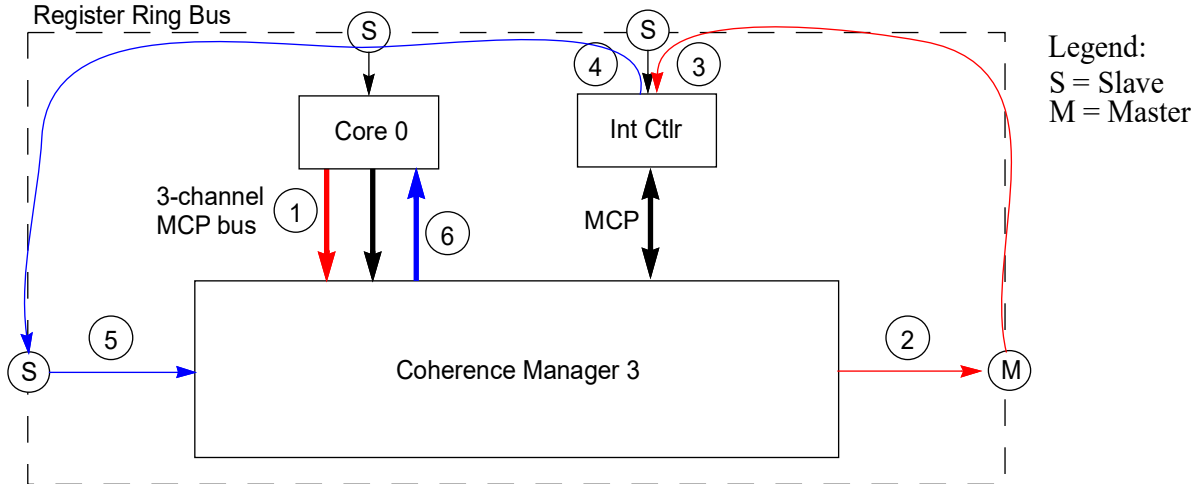 Register Ring Bus
S
S
Legend:
S = Slave
M = Master
4
3
Core 0
Int Ctlr
3-channel
MCP bus
1
6
MCP
5
2
S
Coherence Manager 3
M